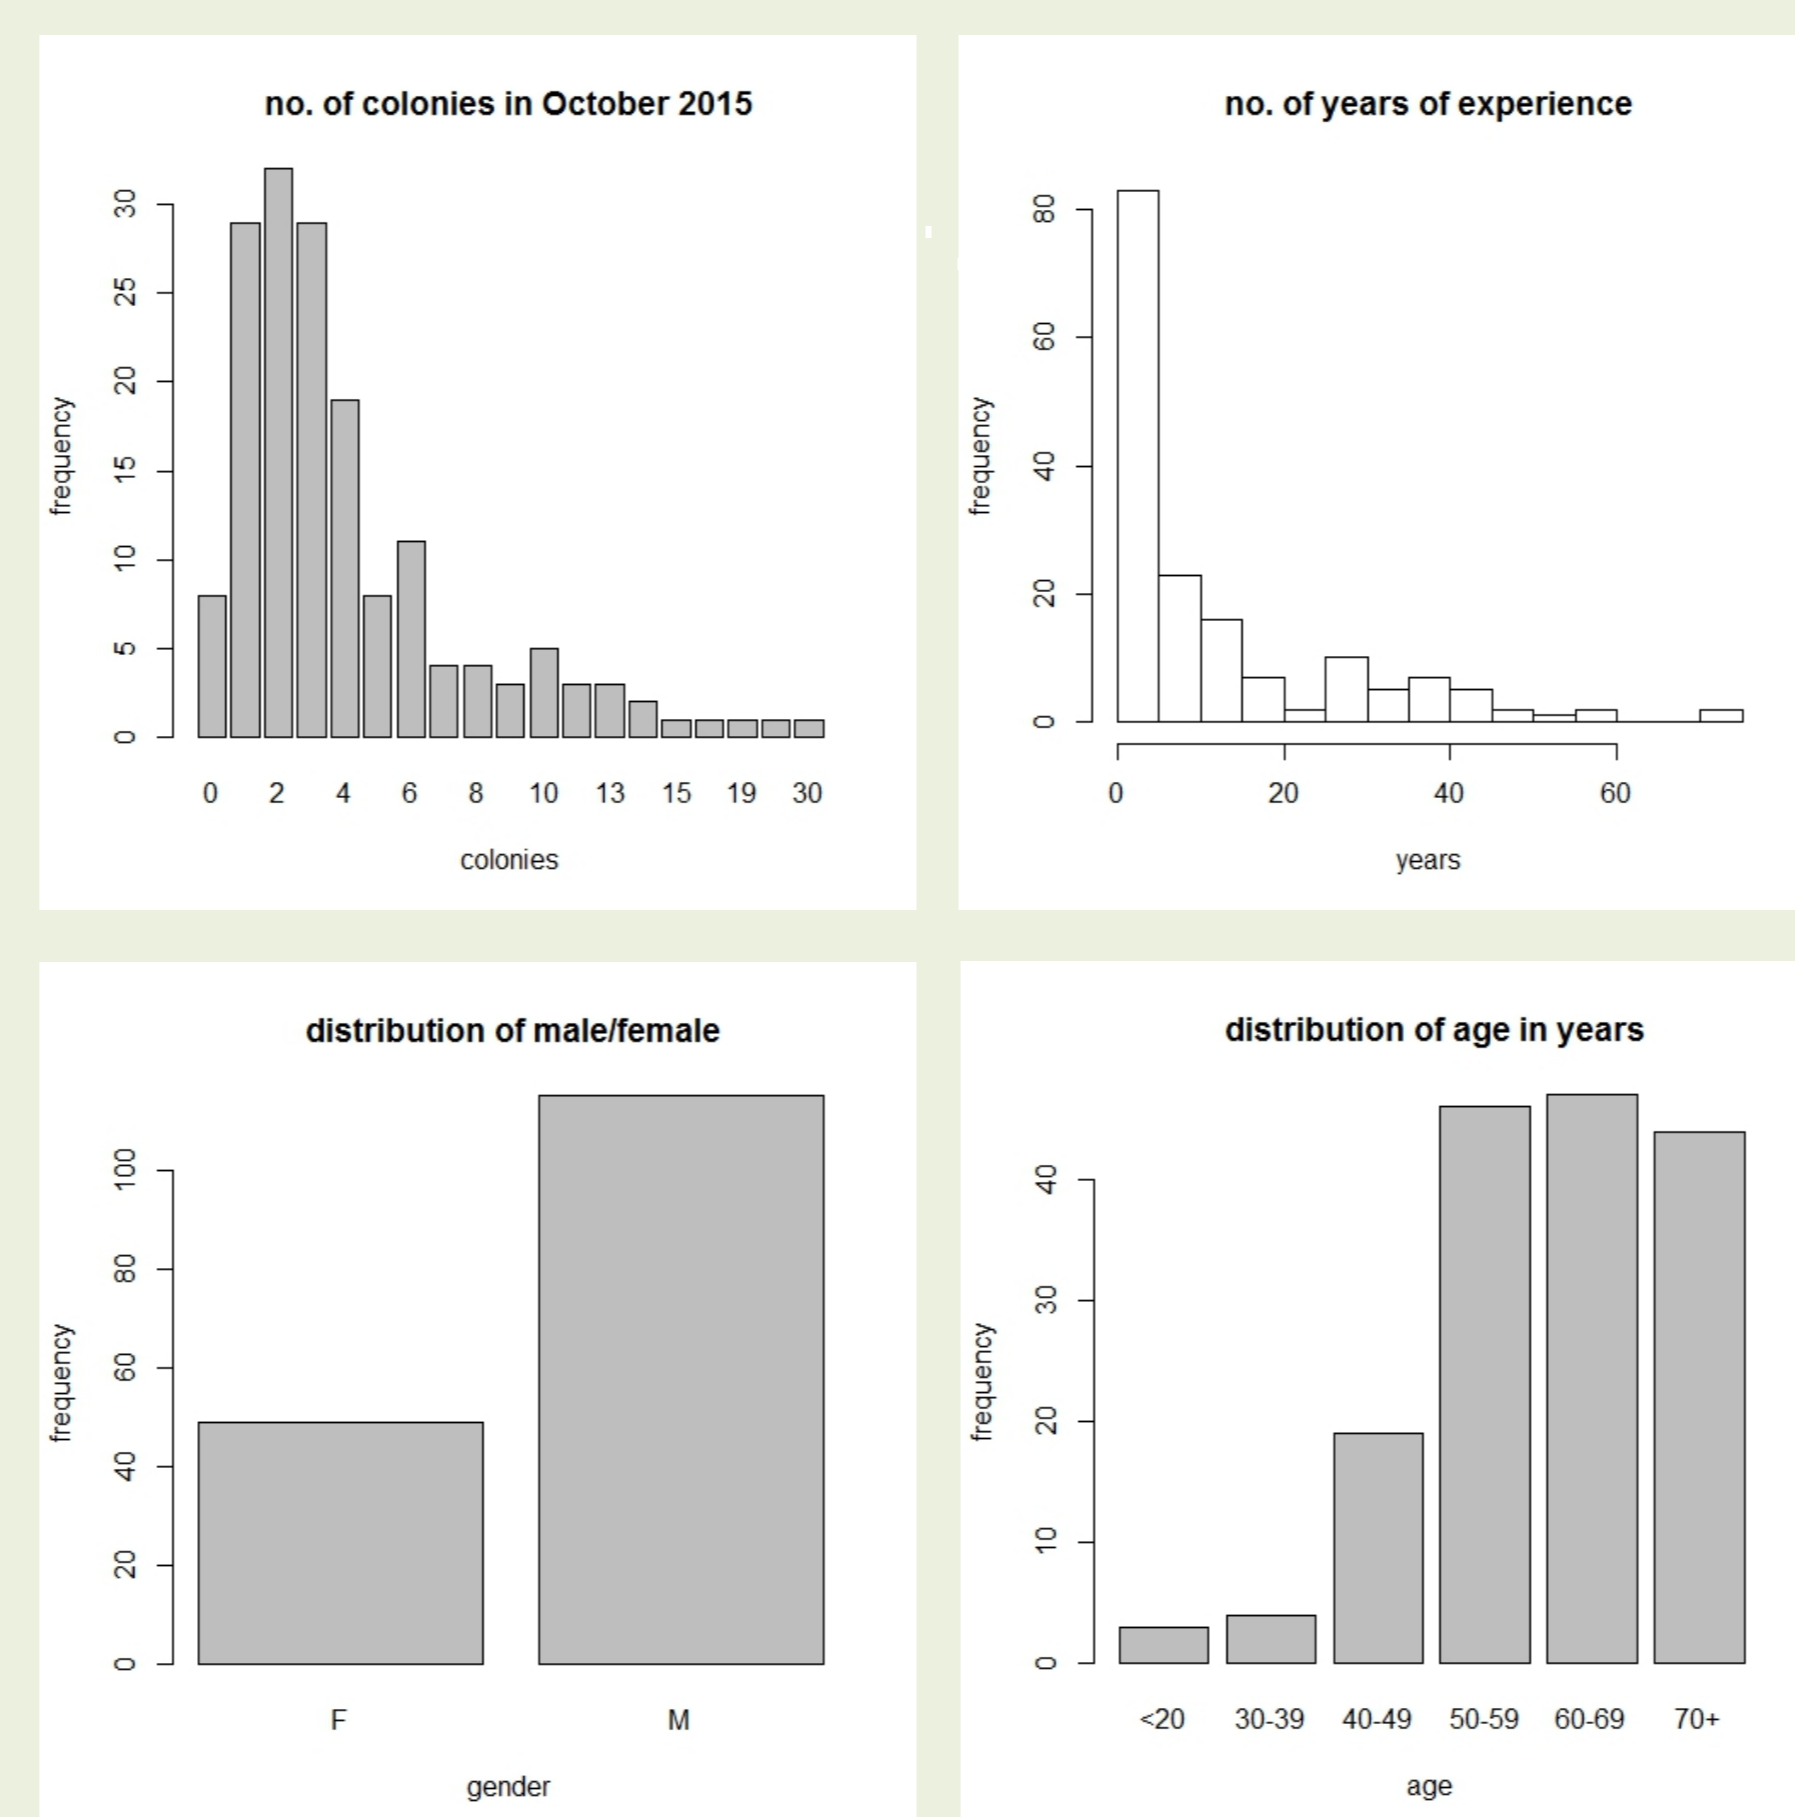 no. of colonies in October 2015
frequency
30
25
20
15
10
5
0
0 2 4 6 8 10 13 15 19 30
colonies
no. of years of experience
frequency
80
60
40
20
0
0 20 40 60
years
distribution of male/female
frequency
100
80
60
40
20
0
F M
gender
distribution of age in years
frequency
40
30
20
10
0
<20 30-39 40-49 50-59 60-69 70+
age